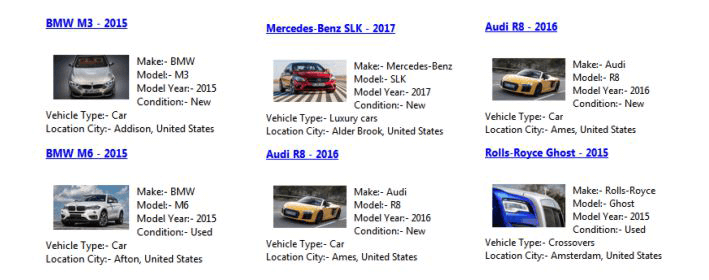 BMW M3 - 2015
Make:- BMW
Model:- M3
Model Year:- 2015
Condition:- New
Vehicle Type:- Car
Location City:- Addison, United States
Mercedes-Benz SLK - 2017
Make:- Mercedes-Benz
Model:- SLK
Model Year:- 2017
Condition:- New
Vehicle Type:- Luxury cars
Location City:- Alder Brook, United States
Audi R8 - 2016
Make:- Audi
Model:- R8
Model Year:- 2016
Condition:- New
Vehicle Type:- Car
Location City:- Ames, United States
BMW M6 - 2015
Make:- BMW
Model:- M6
Model Year:- 2015
Condition:- Used
Vehicle Type:- Car
Location City:- Afton, United States
Audi R8 - 2016
Make:- Audi
Model:- R8
Model Year:- 2016
Condition:- New
Vehicle Type:- Car
Location City:- Ames, United States
Rolls-Royce Ghost - 2015
Make:- Rolls-Royce
Model:- Ghost
Model Year:- 2015
Condition:- Used
Vehicle Type:- Crossovers
Location City:- Amsterdam, United States